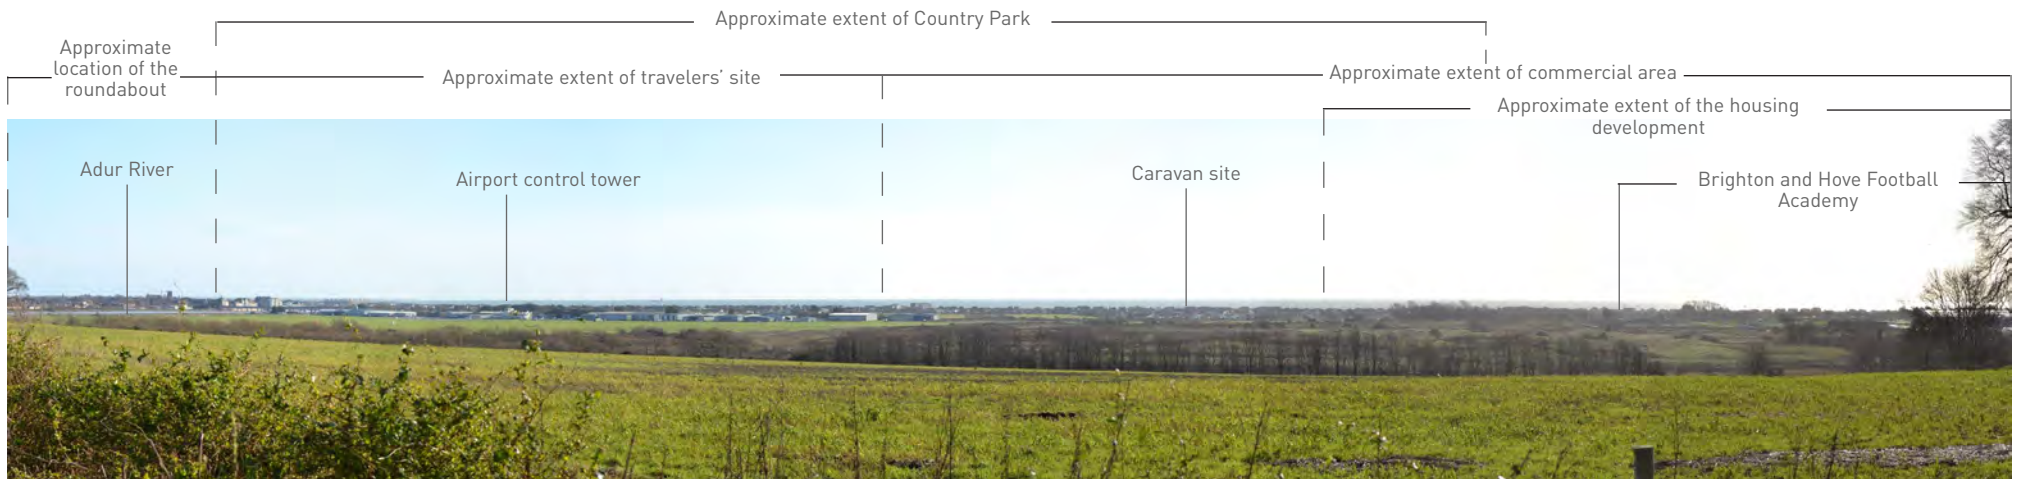 Approximate extent of Country Park
Approximate
location of the
roundabout
Approximate extent of travelers’ site
Approximate extent of commercial area
Approximate extent of the housing
development
Adur River
Airport control tower
Caravan site
Brighton and Hove Football
Academy